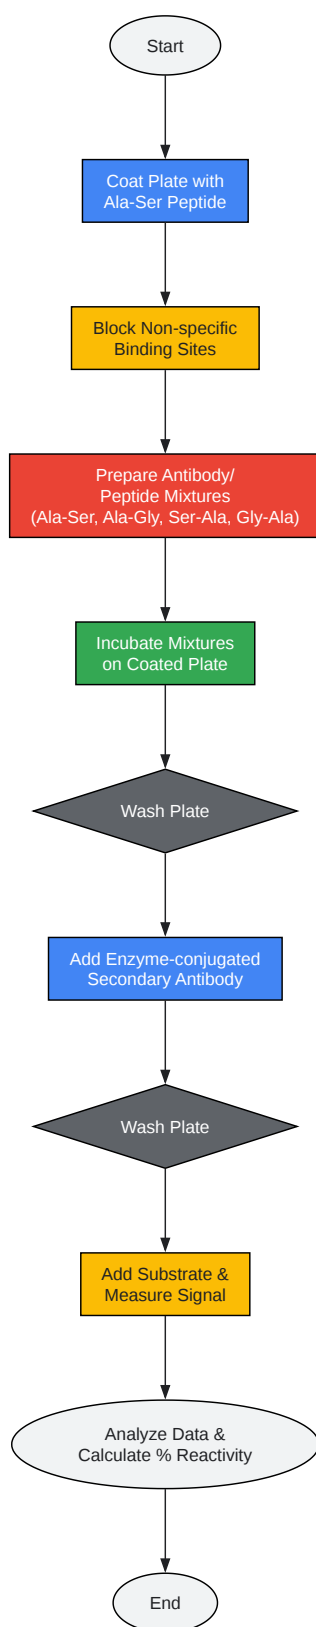 Start
Coat Plate with
Ala-Ser Peptide
Block Non-specific
Binding Sites
Prepare Antibody/
Peptide Mixtures
(Ala-Ser, Ala-Gly, Ser-Ala, Gly-Ala)
Incubate Mixtures
on Coated Plate
Wash Plate
Add Enzyme-conjugated
Secondary Antibody
Wash Plate
Add Substrate &
Measure Signal
Analyze Data &
Calculate % Reactivity
End